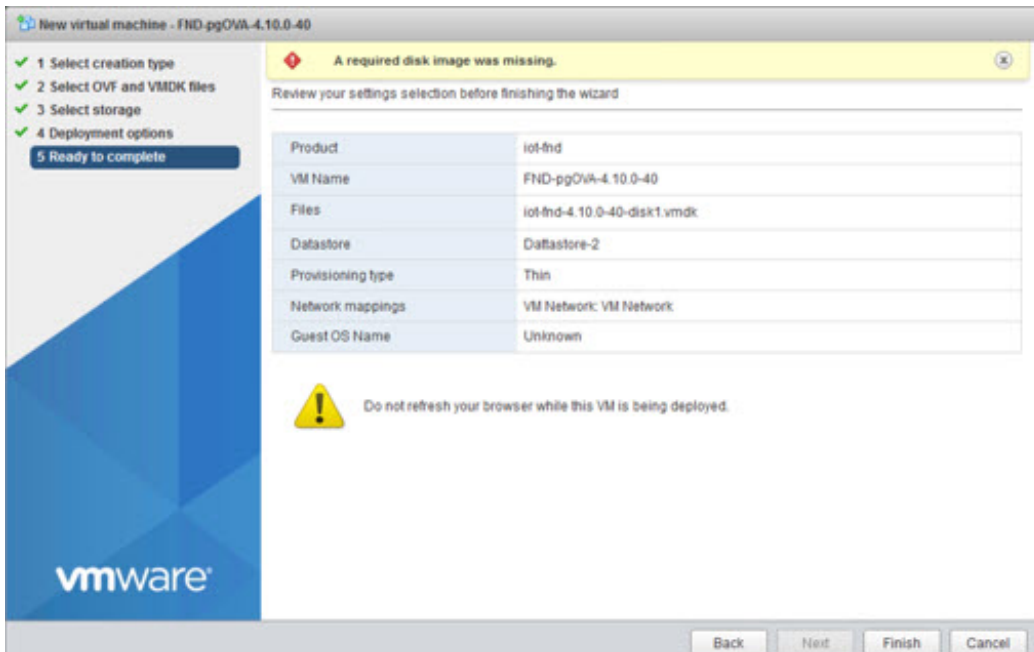 New virtual machine - FND-pgOVA-4.10.0-40
1 Select creation type
2 Select OVF and VMDK files
3 Select storage
4 Deployment options
5 Ready to complete
A required disk image was missing.
Review your settings selection before finishing the wizard
Product iot-fnd
VM Name FND-pgOVA-4.10.0-40
Files iot-fnd-4.10.0-40-disk1.vmdk
Datastore Dattastore-2
Provisioning type Thin
Network mappings VM Network: VM Network
Guest OS Name Unknown
Do not refresh your browser while this VM is being deployed.
vmware
Back Next Finish Cancel